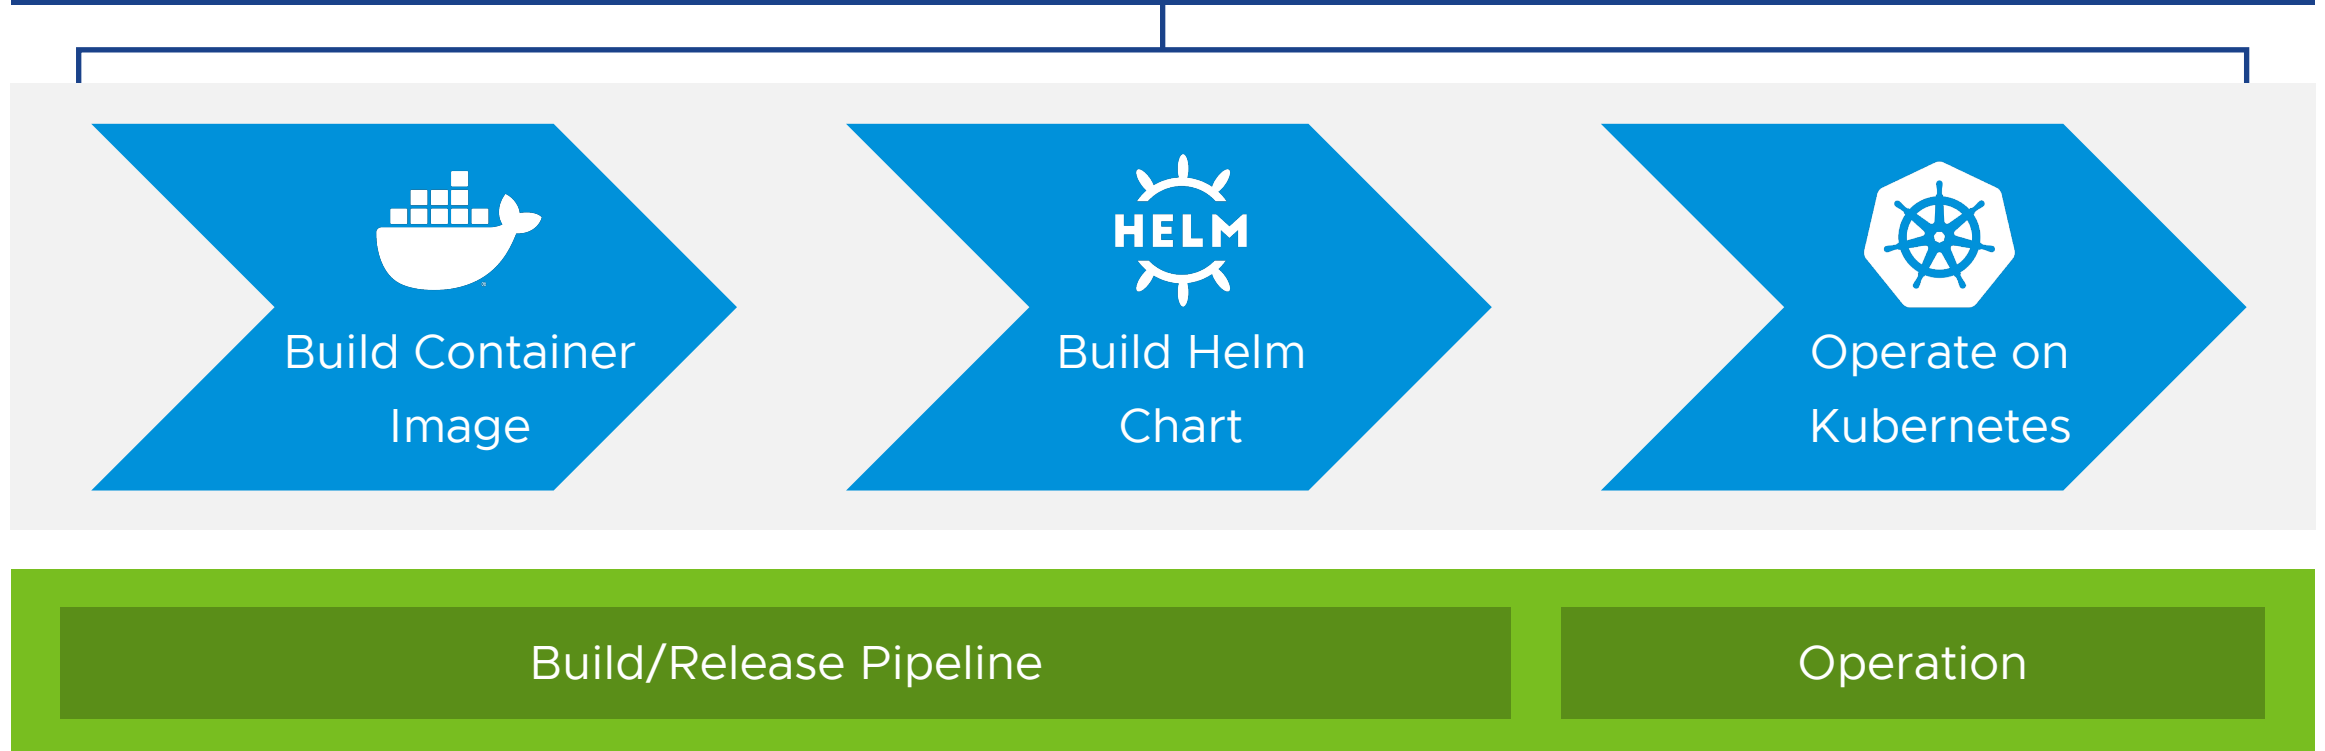 HELM
Build Container
Image
Build Helm
Chart
Operate on
Kubernetes
Build/Release Pipeline
Operation